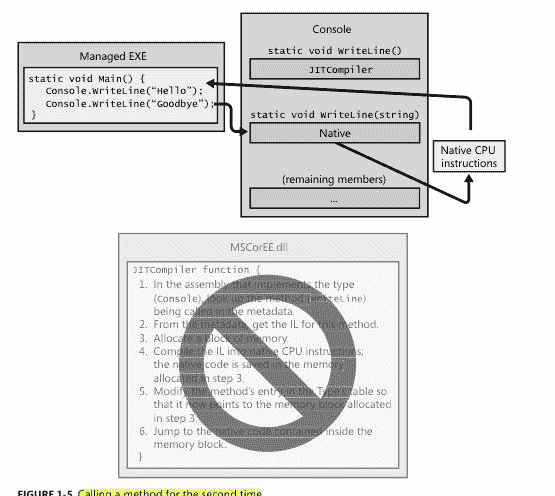 Console
static void WriteLine()
JITCompiler
Managed EXE
static void Main() {
Console.WriteLine("Hello");
Console.WriteLine("Goodbye");
}
static void WriteLine(string)
Native
Native CPU
instructions
(remaining members)
...
MSCorEE.dll
JITCompiler function {
1. In the assembly that implements the type
(Console), look up the method (WriteLine)
being called in the metadata.
2. From the metadata, get the IL for this method.
3. Allocate a block of memory.
4. Compile the IL into native CPU instructions;
the native code is saved in the memory
allocated in step 3.
5. Modify the method's entry in the Type's table so
that it now points to the memory block allocated
in step 3.
6. Jump to the native code contained inside the
memory block.
}
FIGURE 1-5 Calling a method for the second time